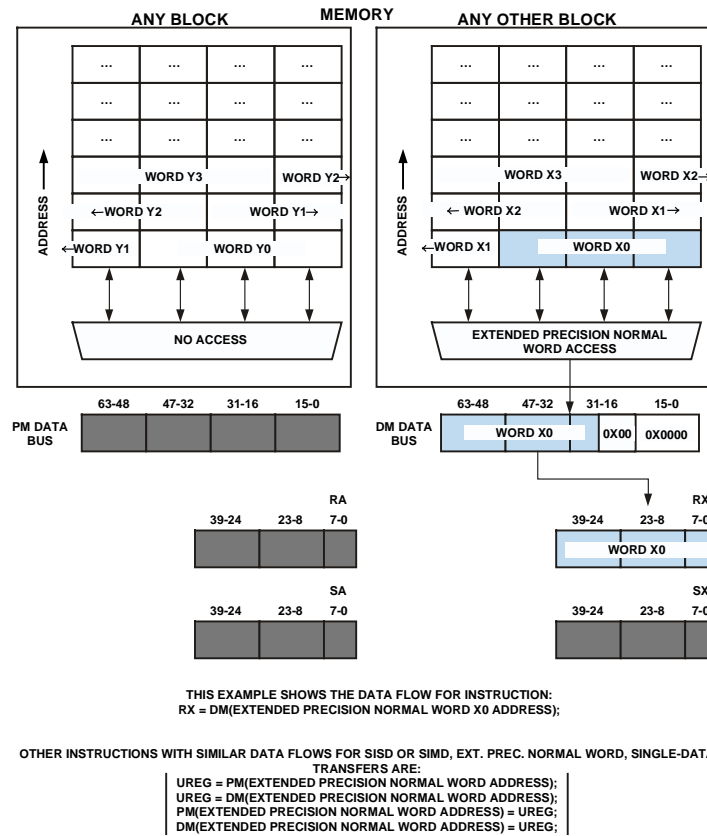 MEMORY
ANY BLOCK
ANY OTHER BLOCK
... ... ... ...
... ... ... ...
... ... ... ...
WORD Y3 WORD Y2→
←WORD Y2 WORD Y1→
←WORD Y1 WORD Y0
ADDRESS
NO ACCESS
... ... ... ...
... ... ... ...
... ... ... ...
WORD X3 WORD X2→
← WORD X2 WORD X1→
←WORD X1 WORD X0
ADDRESS
EXTENDED PRECISION NORMAL
WORD ACCESS
63-48 47-32 31-16 15-0
PM DATA
BUS
63-48 47-32 31-16 15-0
DM DATA
BUS
WORD X0 0X00 0X0000
RA
39-24 23-8 7-0
RX
39-24 23-8 7-0
WORD X0
SA
39-24 23-8 7-0
SX
39-24 23-8 7-0
THIS EXAMPLE SHOWS THE DATA FLOW FOR INSTRUCTION:
RX = DM(EXTENDED PRECISION NORMAL WORD X0 ADDRESS);
OTHER INSTRUCTIONS WITH SIMILAR DATA FLOWS FOR SISD OR SIMD, EXT. PREC. NORMAL WORD, SINGLE-DATA
TRANSFERS ARE:
UREG = PM(EXTENDED PRECISION NORMAL WORD ADDRESS);
UREG = DM(EXTENDED PRECISION NORMAL WORD ADDRESS);
PM(EXTENDED PRECISION NORMAL WORD ADDRESS) = UREG;
DM(EXTENDED PRECISION NORMAL WORD ADDRESS) = UREG;